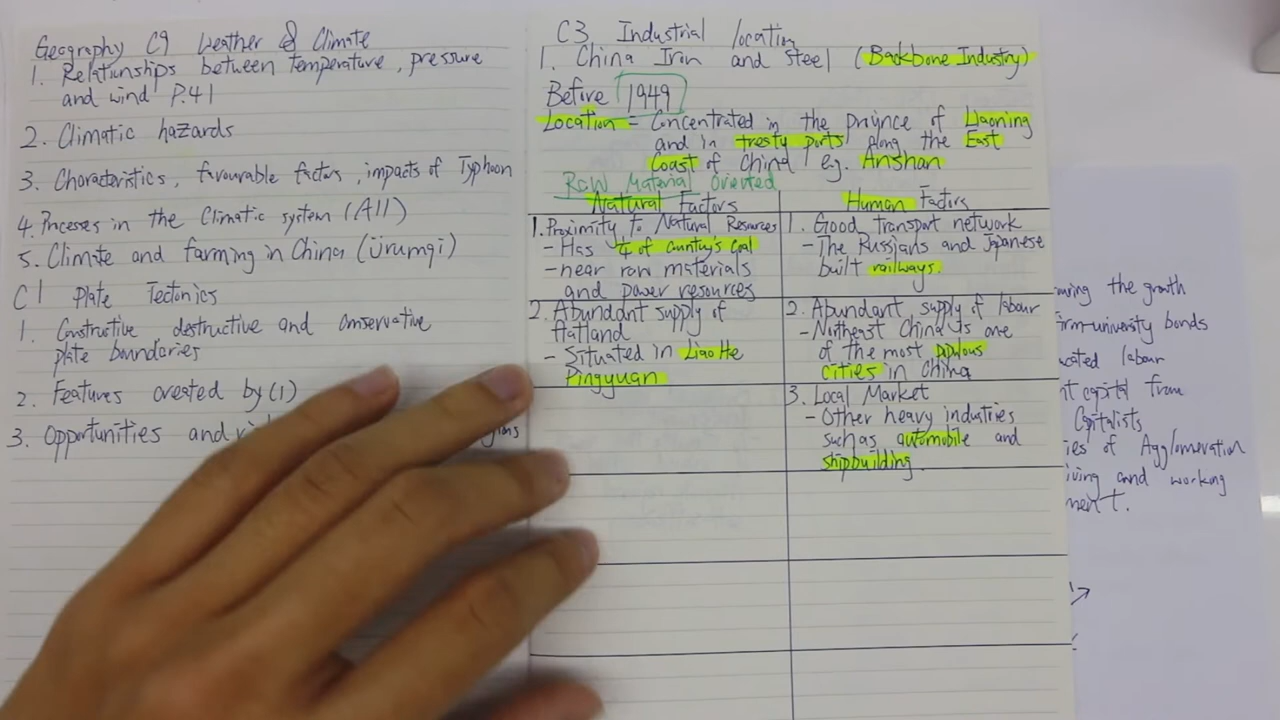 Geography C9 Weather & Climate
1. Relationships between temperature, pressure
and wind P.41
2. Climatic hazards
3. Characteristics, favourable factors, impacts of Typhoon
4. Processes in the Climatic system (All)
5. Climate and farming in China (Ürümqi)
C1 Plate Tectonics
1. Constructive destructive and conservative
plate boundaries
2. Features created by (1)
3. Opportunities and
C3 Industrial location
1. China Iron and Steel (Backbone Industry)
Before 1949
Location = Concentrated in the province of Liaoning
and in tresty ports along the East
Coast of China e.g. Anshan
Raw Material Oriented
Natural Factors
1. Proximity to Natural Resources
- Has 1/4 of country's coal
- near raw materials
and power resources
2. Abundant supply of
flatland
- Situated in Liao He
Pingyuan
Human Factors
1. Good transport network
- The Russians and Japanese
built railways.
2. Abundant supply of labour
- Northeast China is one
of the most populous
cities in China
3. Local Market
- Other heavy industries
such as automobile and
shipbuilding.
the growth
firm-university bonds
labour
capital from
Capitalists
of Agglomeration
and working